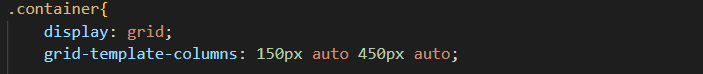 .container{
    display: grid;
    grid-template-columns: 150px auto 450px auto;